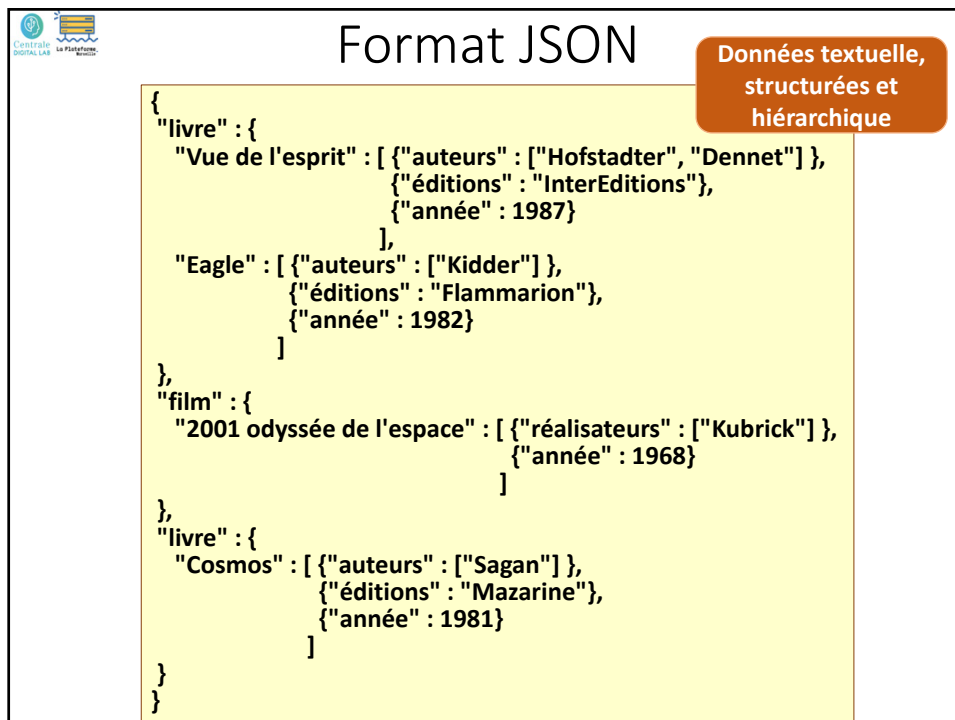 Centrale
DIGITAL LAB
La Plateforme_
Marseille
Format JSON
Données textuelle,
structurées et
hiérarchique
{
"livre" : {
"Vue de l'esprit" : [ {"auteurs" : ["Hofstadter", "Dennet"] },
{"éditions" : "InterEditions"},
{"année" : 1987}
],
"Eagle" : [ {"auteurs" : ["Kidder"] },
{"éditions" : "Flammarion"},
{"année" : 1982}
]
},
"film" : {
"2001 odyssée de l'espace" : [ {"réalisateurs" : ["Kubrick"] },
{"année" : 1968}
]
},
"livre" : {
"Cosmos" : [ {"auteurs" : ["Sagan"] },
{"éditions" : "Mazarine"},
{"année" : 1981}
]
}
}